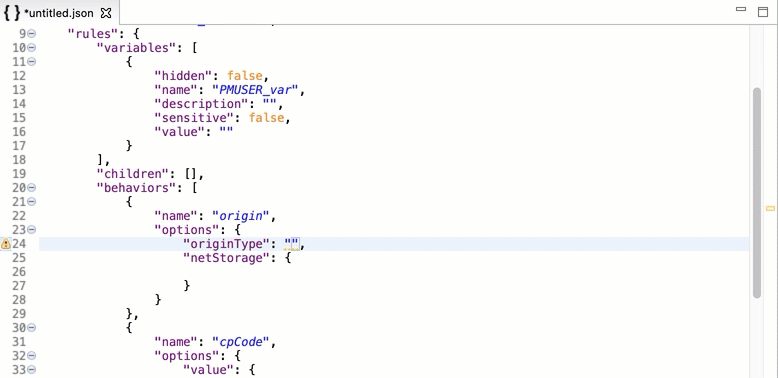 *untitled.json
9 "rules": {
10 "variables": [
11 {
12 "hidden": false,
13 "name": "PMUSER_var",
14 "description": "",
15 "sensitive": false,
16 "value": ""
17 }
18 ],
19 "children": [],
20 "behaviors": [
21 {
22 "name": "origin",
23 "options": {
24 "originType": "",
25 "netStorage": {
26
27 }
28 }
29 },
30 {
31 "name": "cpCode",
32 "options": {
33 "value": {